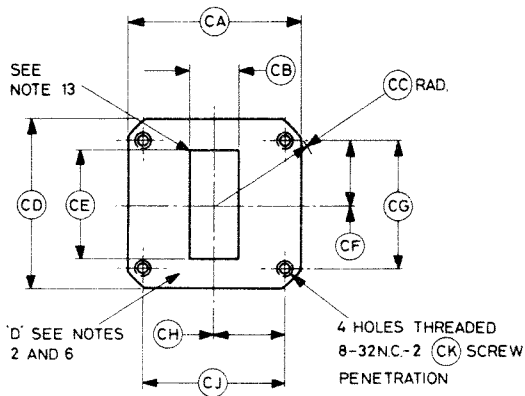 CA
SEE
NOTE 13
CB
CC RAD.
CD
CE
CF
CG
'D' SEE NOTES
2 AND 6
CH
CJ
4 HOLES THREADED
8-32N.C.-2 CK SCREW
PENETRATION